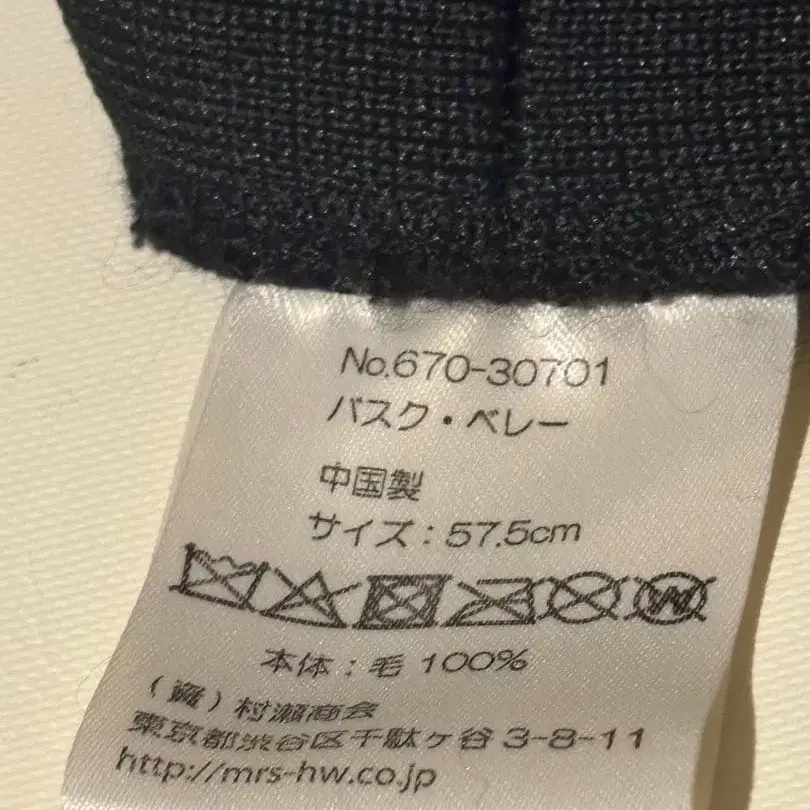 No.670-30701
バスク・ベレー
中国製
サイズ：57.5cm
W
本体：毛 100%
村瀬商会
東京都渋谷区千駄ヶ谷 3-8-11
http://mrs-hw.co.jp